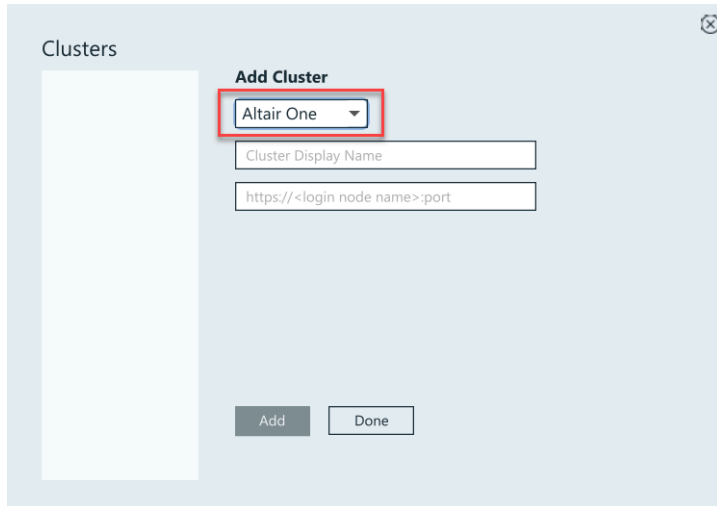 Clusters
Add Cluster
Altair One
Cluster Display Name
https://<login node name>:port
Add
Done